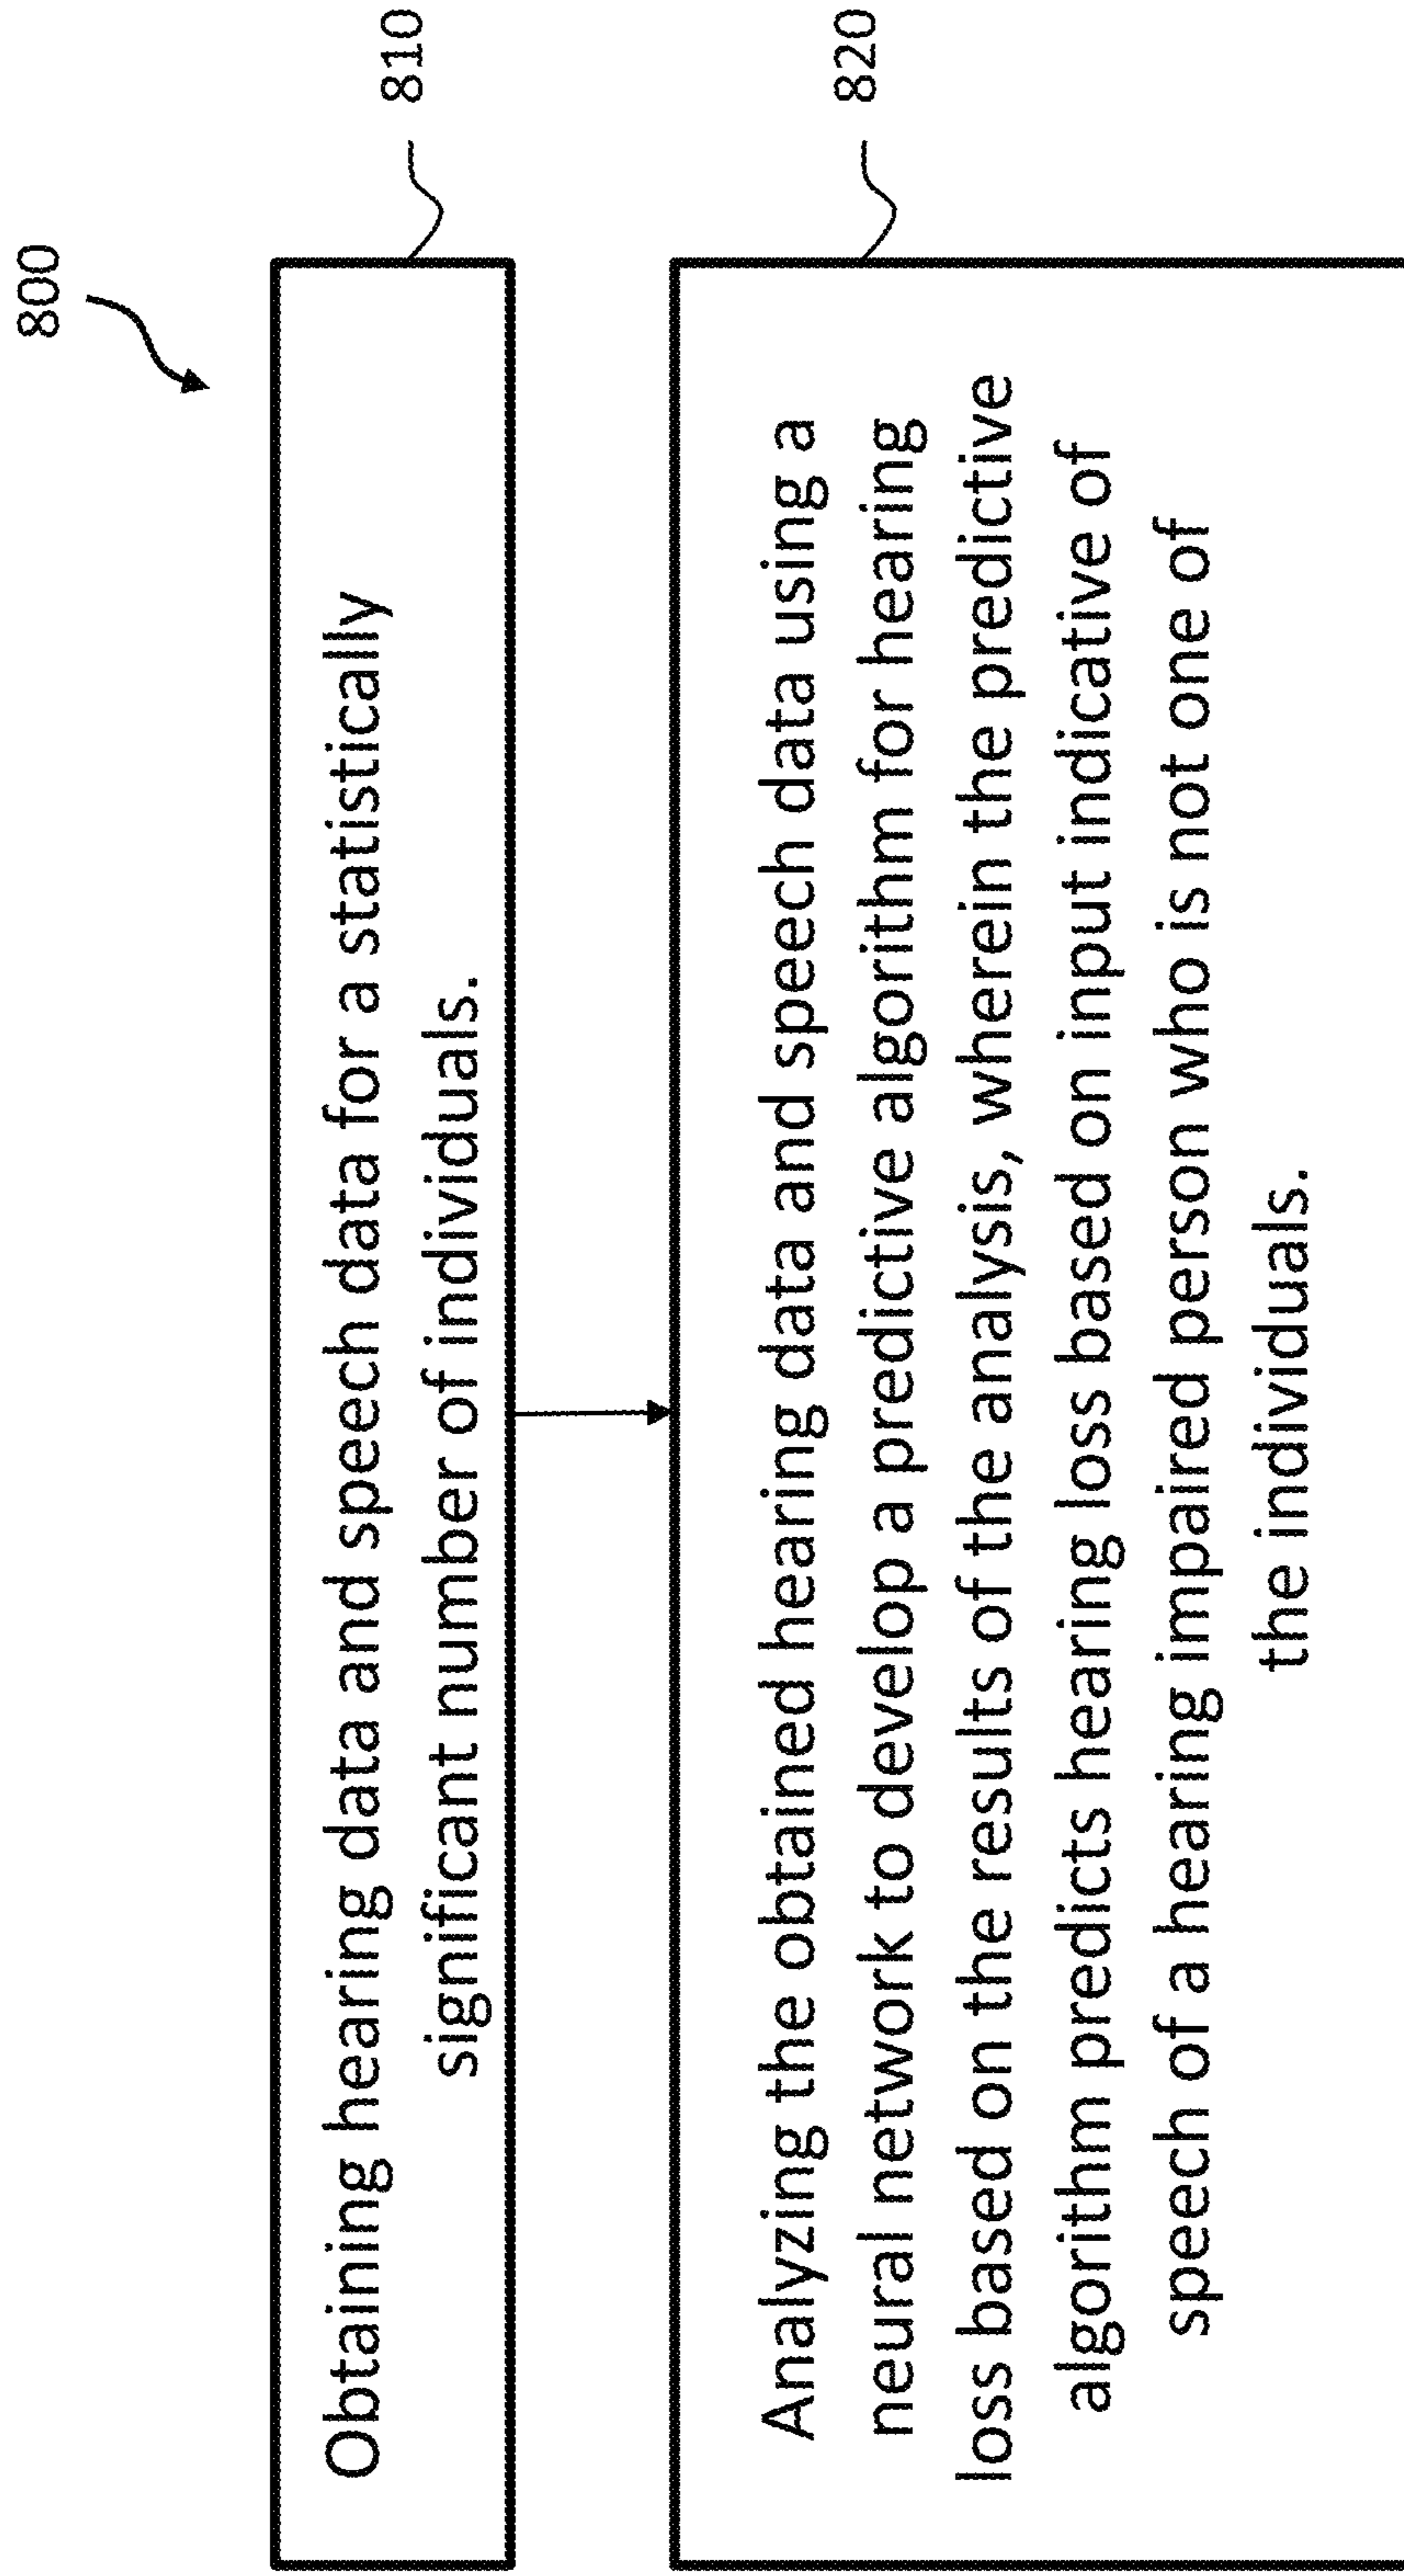 800
Obtaining hearing data and speech data for a statistically
significant number of individuals.
810
Analyzing the obtained hearing data and speech data using a
neural network to develop a predictive algorithm for hearing
loss based on the results of the analysis, wherein the predictive
algorithm predicts hearing loss based on input indicative of
speech of a hearing impaired person who is not one of
the individuals.
820